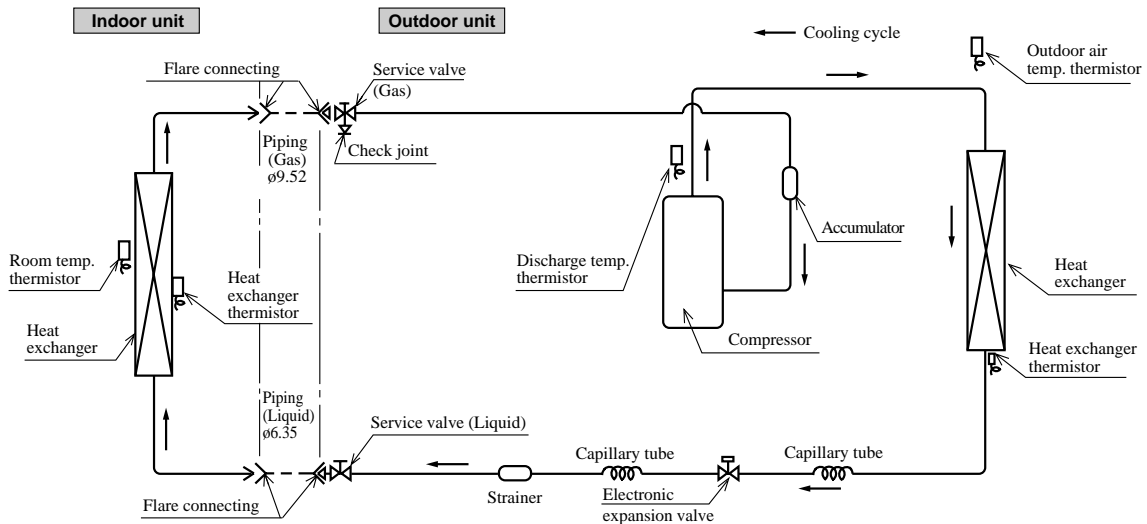 Indoor unit
Outdoor unit
Cooling cycle
Outdoor air
temp. thermistor
Flare connecting
Service valve
(Gas)
Piping
(Gas)
ø9.52
Check joint
Room temp.
thermistor
Heat
exchanger
thermistor
Heat
exchanger
Discharge temp.
thermistor
Accumulator
Compressor
Heat
exchanger
Heat exchanger
thermistor
Piping
(Liquid)
ø6.35
Service valve (Liquid)
Flare connecting
Strainer
Capillary tube
Electronic
expansion valve
Capillary tube